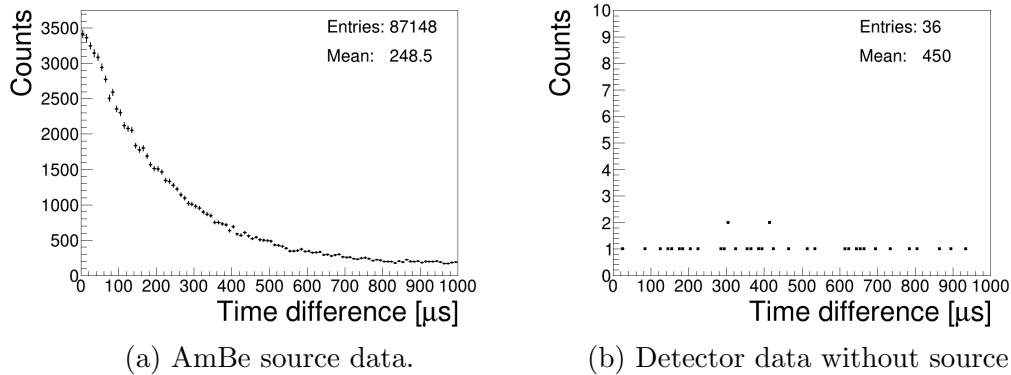 Counts
3500
3000
2500
2000
1500
1000
500
0
Entries: 87148
Mean: 248.5
0 100 200 300 400 500 600 700 800 900 1000
Time difference [μs]
(a) AmBe source data.
Counts
10
9
8
7
6
5
4
3
2
1
0
Entries: 36
Mean: 450
0 100 200 300 400 500 600 700 800 900 1000
Time difference [μs]
(b) Detector data without source